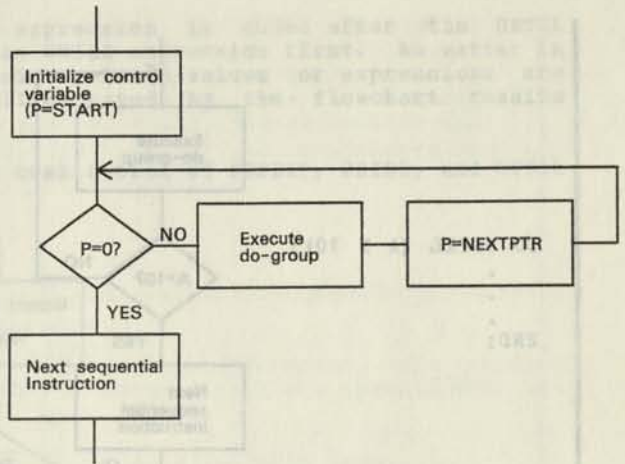 Initialize control
variable
(P=START)
P=0?
NO
Execute
do-group
P=NEXTPTR
YES
Next sequential
Instruction